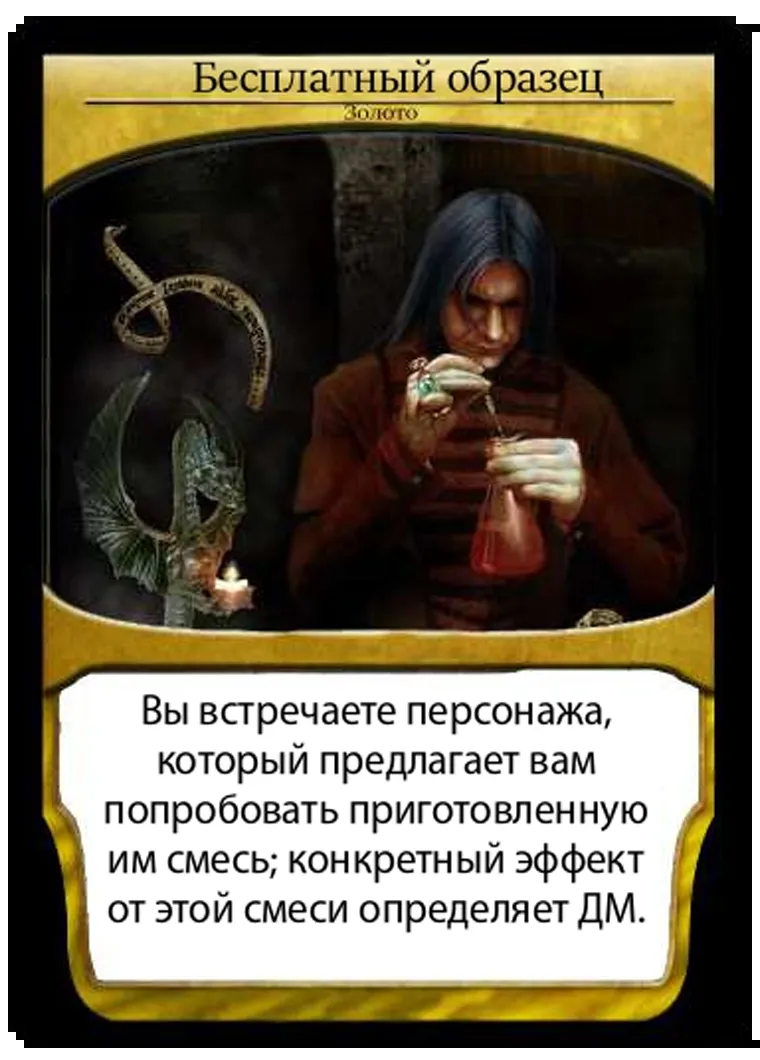 Бесплатный образец
Золото
Вы встречаете персонажа,
который предлагает вам
попробовать приготовленную
им смесь; конкретный эффект
от этой смеси определяет ДМ.